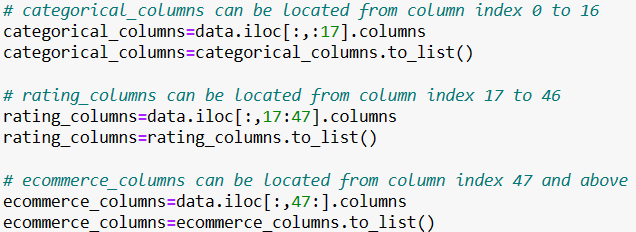 # categorical_columns can be located from column index 0 to 16
categorical_columns=data.iloc[:,:17].columns
categorical_columns=categorical_columns.to_list()
# rating_columns can be located from column index 17 to 46
rating_columns=data.iloc[:,17:47].columns
rating_columns=rating_columns.to_list()
# ecommerce_columns can be located from column index 47 and above
ecommerce_columns=data.iloc[:,47:].columns
ecommerce_columns=ecommerce_columns.to_list()